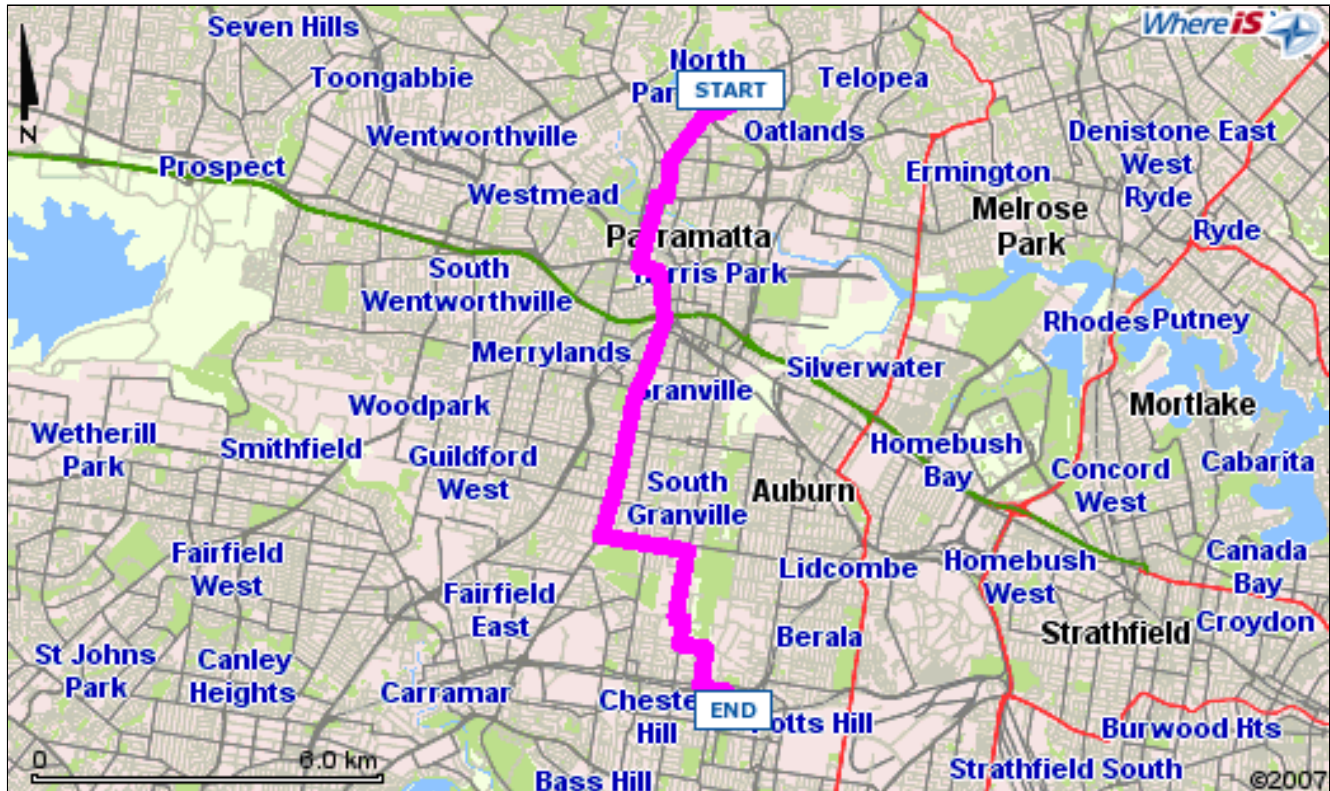 WhereiS
Seven Hills
Toongabbie
North
Par
START
Telopea
N
Wentworthville
Oatlands
Denistone East
West
Ryde
Prospect
Westmead
Ermington
Melrose
Park
Ryde
Parramatta
South
Wentworthville
Harris Park
Rhodes
Putney
Merrylands
Silverwater
Granville
Woodpark
Mortlake
Wetherill
Park
Smithfield
Guildford
West
Homebush
Bay
Concord
West
Cabarita
South
Granville
Auburn
Fairfield
West
Lidcombe
Homebush
West
Canada
Bay
Fairfield
East
Berala
Strathfield
Croydon
St Johns
Park
Canley
Heights
Carramar
Cheste
Hill
END
Potts Hill
Burwood Hts
0
6.0 km
Bass Hill
Strathfield South
©2007